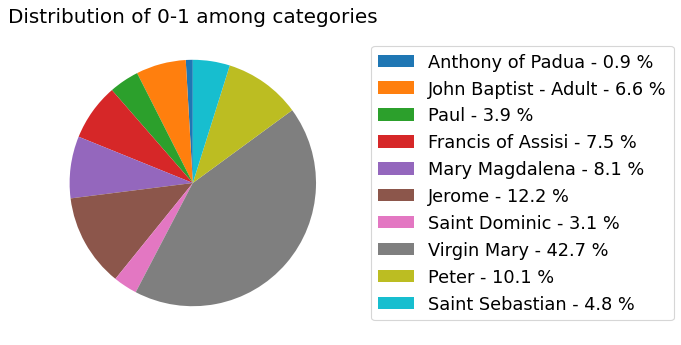 Distribution of 0-1 among categories
Anthony of Padua - 0.9 %
John Baptist - Adult - 6.6 %
Paul - 3.9 %
Francis of Assisi - 7.5 %
Mary Magdalena - 8.1 %
Jerome - 12.2 %
Saint Dominic - 3.1 %
Virgin Mary - 42.7 %
Peter - 10.1 %
Saint Sebastian - 4.8 %